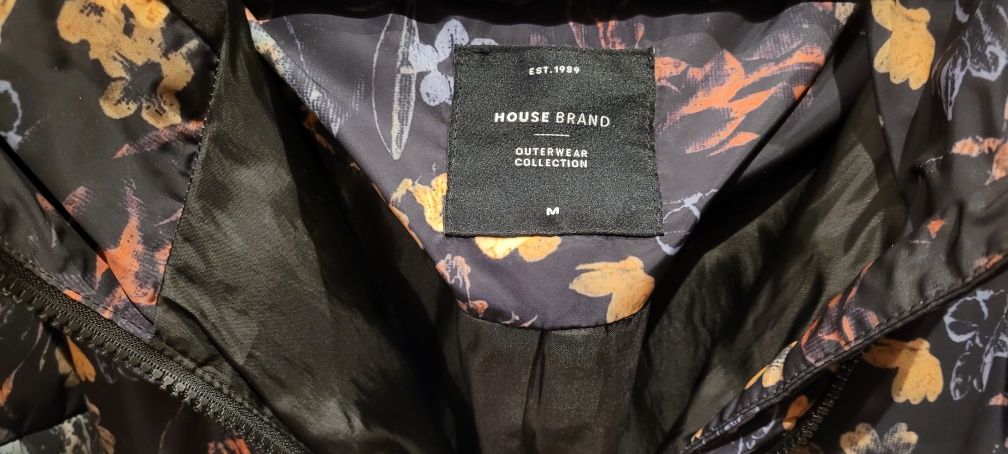 EST.1989
HOUSE BRAND
OUTERWEAR
COLLECTION
M